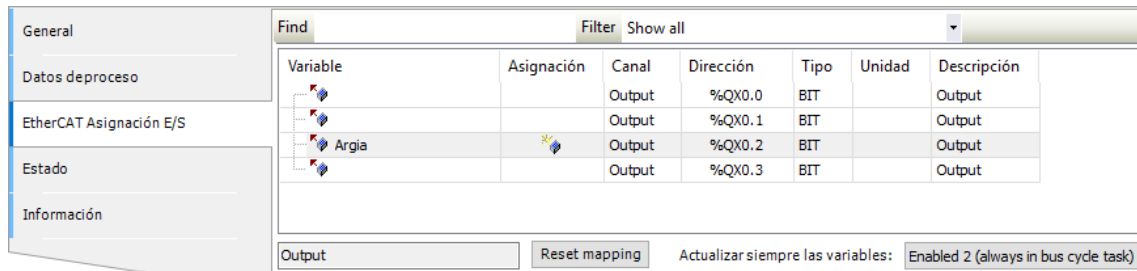 General
Datos deproceso
EtherCAT Asignación E/S
Estado
Información
Find Filter Show all
Variable Asignación Canal Dirección Tipo Unidad Descripción
Output %QX0.0 BIT Output
Output %QX0.1 BIT Output
Argia Output %QX0.2 BIT Output
Output %QX0.3 BIT Output
Output Reset mapping Actualizar siempre las variables: Enabled 2 (always in bus cycle task)